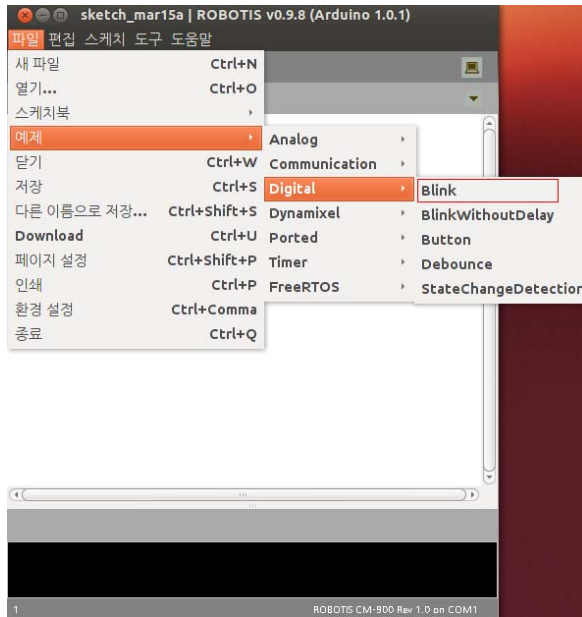 sketch_mar15a | ROBOTIS v0.9.8 (Arduino 1.0.1)
파일 편집 스케치 도구 도움말
새 파일 Ctrl+N
열기... Ctrl+O
스케치북
예제
닫기 Ctrl+W
저장 Ctrl+S
다른 이름으로 저장... Ctrl+Shift+S
Download Ctrl+U
페이지 설정 Ctrl+Shift+P
인쇄 Ctrl+P
환경 설정 Ctrl+Comma
종료 Ctrl+Q
Analog
Communication
Digital
Dynamixel
Ported
Timer
FreeRTOS
Blink
BlinkWithoutDelay
Button
Debounce
StateChangeDetection
1 ROBOTIS CM-900 Rev 1.0 on COM1